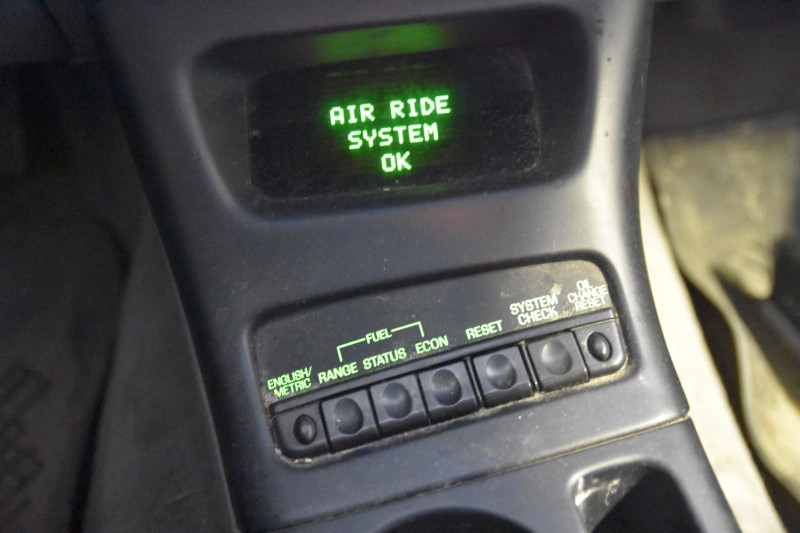 AIR RIDE
SYSTEM
OK
ENGLISH/
METRIC
FUEL
RANGE STATUS ECON
RESET
SYSTEM
CHECK
OIL
CHANGE
RESET